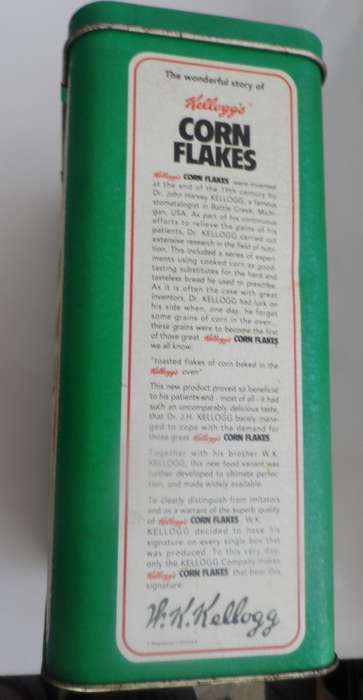 The wonderful story of
Kellogg's
CORN
FLAKES
Kellogg's CORN FLAKES were invented
at the end of the 19th century by
Dr. John Harvey KELLOGG, a famous
stomatologist in Battle Creek, Michi-
gan, USA. As part of his continuous
efforts to relieve the pains of his
patients, Dr. KELLOGG carried out
extensive research in the field of nutri-
tion. This included a series of experi-
ments using cooked corn as good-
tasting substitutes for the hard and
tasteless bread he used to prescribe.
As it is often the case with great
inventors, Dr. KELLOGG had luck on
his side when, one day, he forgot
some grains of corn in the oven...
these grains were to become the first
of those great Kellogg's CORN FLAKES
we all know:
"toasted flakes of corn baked in the
Kellogg's oven"
This new product proved so beneficial
to his patients and - most of all - it had
such an uncomparably delicious taste,
that Dr. J.H. KELLOGG barely mana-
ged to cope with the demand for
those great Kellogg's CORN FLAKES.
Together with his brother W.K.
KELLOGG, this new food variant was
further developed to ultimate perfec-
tion, and made widely available.
To clearly distinguish from imitators
and as a warrant of the superb quality
of Kellogg's CORN FLAKES, W.K.
KELLOGG decided to have his
signature on every single box that
was produced. To this very day,
only the KELLOGG Company makes
Kellogg's CORN FLAKES that bear this
signature:
W.K.Kellogg